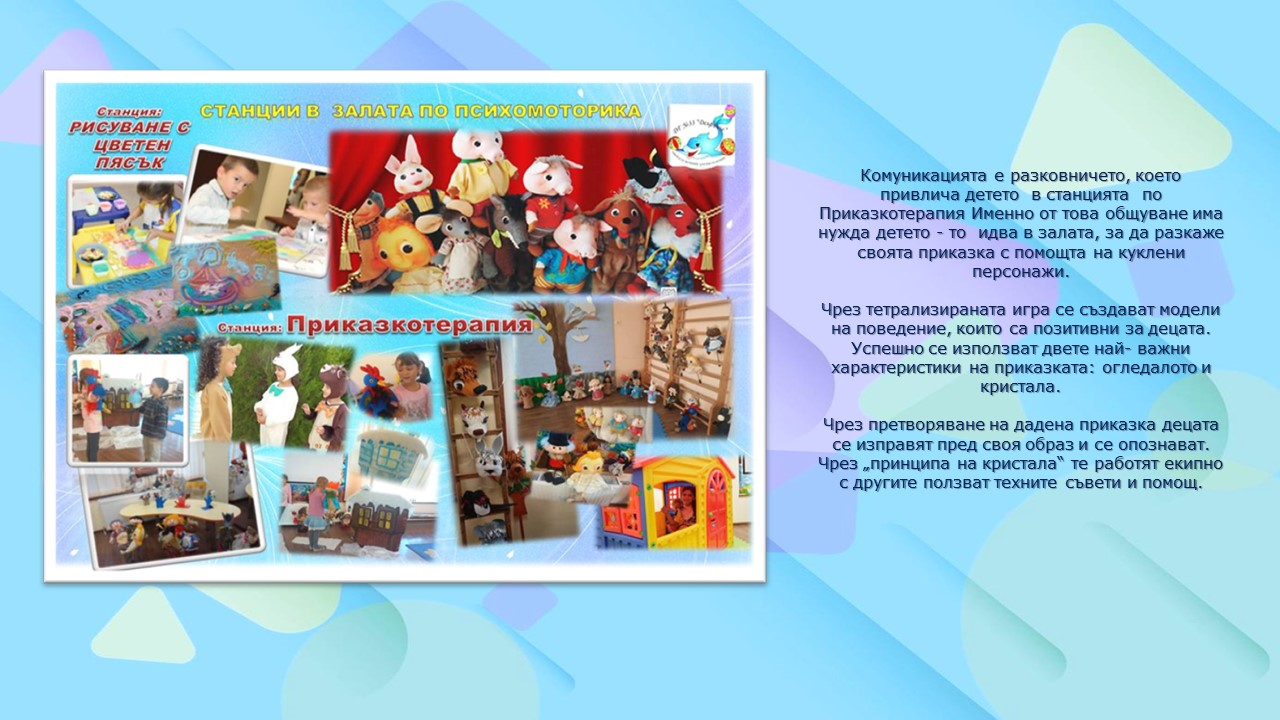 СТАНЦИИ В ЗАЛАТА ПО ПСИХОМОТОРИКА
Станция:
РИСУВАНЕ С
ЦВЕТЕН
ПЯСЪК
Станция: Приказкотерапия
Комуникацията е разковничето, което
привлича детето в станцията по
Приказкотерапия Именно от това общуване има
нужда детето - то идва в залата, за да разкаже
своята приказка с помощта на куклени
персонажи.
Чрез тетрализираната игра се създават модели
на поведение, които са позитивни за децата.
Успешно се използват двете най- важни
характеристики на приказката: огледалото и
кристала.
Чрез претворяване на дадена приказка децата
се изправят пред своя образ и се опознават.
Чрез „принципа на кристала“ те работят екипно
с другите ползват техните съвети и помощ.